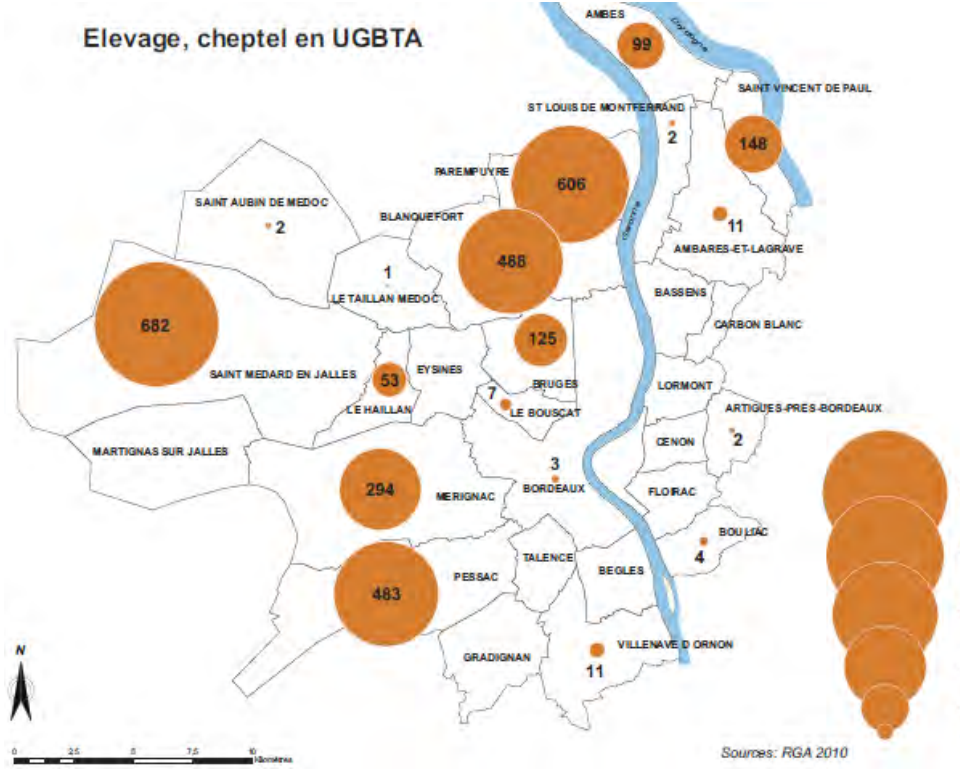 Elevage, cheptel en UGBTA
AMBES
99
Garonne
SAINT VINCENT DE PAUL
ST LOUIS DE MONTFERRAND
2
148
PAREMPUYRE
606
SAINT AUBIN DE MEDOC
2
BLANQUEFORT
11
Garonne
AMBARES-ET-LAGRAVE
468
1
LE TAILLAN MEDOC
BASSENS
CARBON BLANC
682
125
SAINT MEDARD EN JALLES
53
EYSINES
BRUGES
LORMONT
7
LE HAILLAN
LE BOUSCAT
ARTIGUES-PRES-BORDEAUX
2
CENON
MARTIGNAS SUR JALLES
3
294
MERIGNAC
BORDEAUX
FLOIRAC
BOULIAC
4
TALENCE
BEGLES
483
PESSAC
VILLENAVE D ORNON
GRADIGNAN
11
N
0 2.5 5 7.5 10
Kilomètres
Sources: RGA 2010